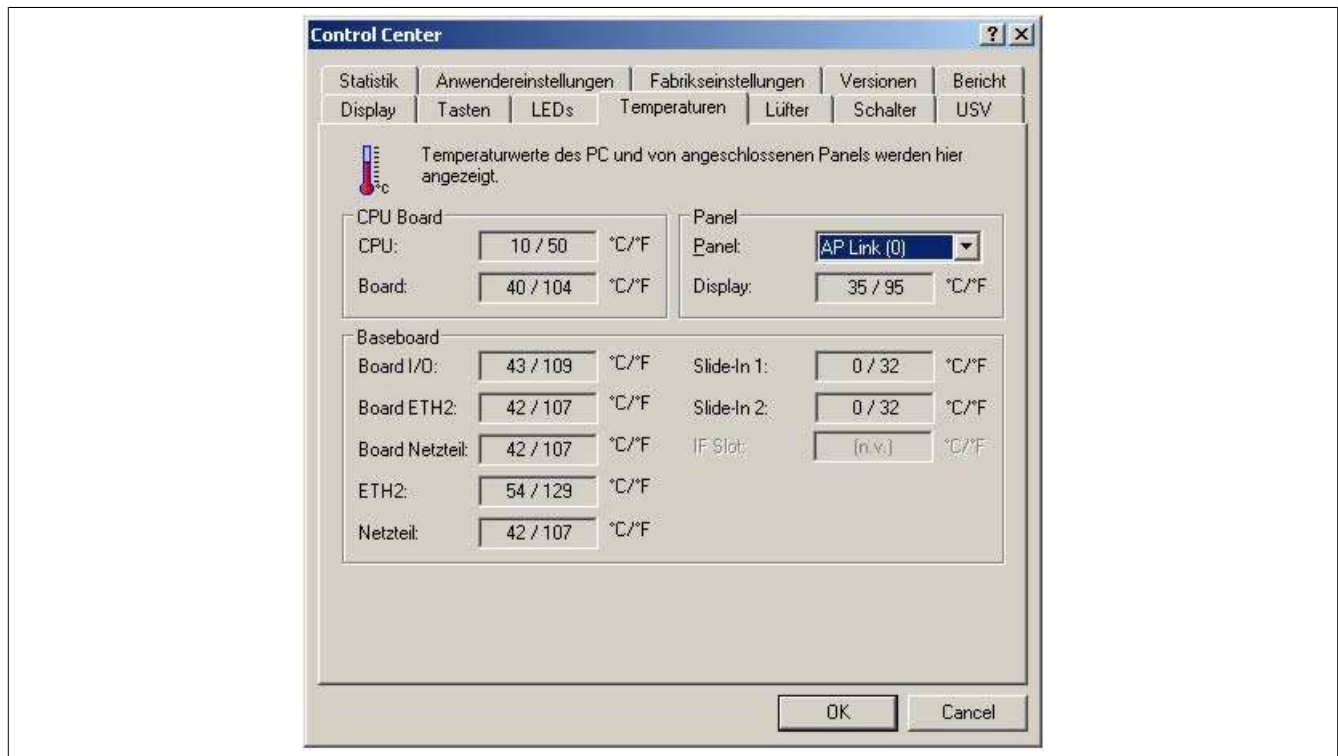 Control Center
Statistik Anwendereinstellungen Fabrikseinstellungen Versionen Bericht
Display Tasten LEDs Temperaturen Lüfter Schalter USV
Temperaturwerte des PC und von angeschlossenen Panels werden hier
angezeigt.
°C
CPU Board
CPU: 10 / 50 °C/°F
Board: 40 / 104 °C/°F
Panel
Panel: AP Link (0)
Display: 35 / 95 °C/°F
Baseboard
Board I/O: 43 / 109 °C/°F Slide-In 1: 0 / 32 °C/°F
Board ETH2: 42 / 107 °C/°F Slide-In 2: 0 / 32 °C/°F
Board Netzteil: 42 / 107 °C/°F IF Slot: (n.v.) °C/°F
ETH2: 54 / 129 °C/°F
Netzteil: 42 / 107 °C/°F
OK Cancel